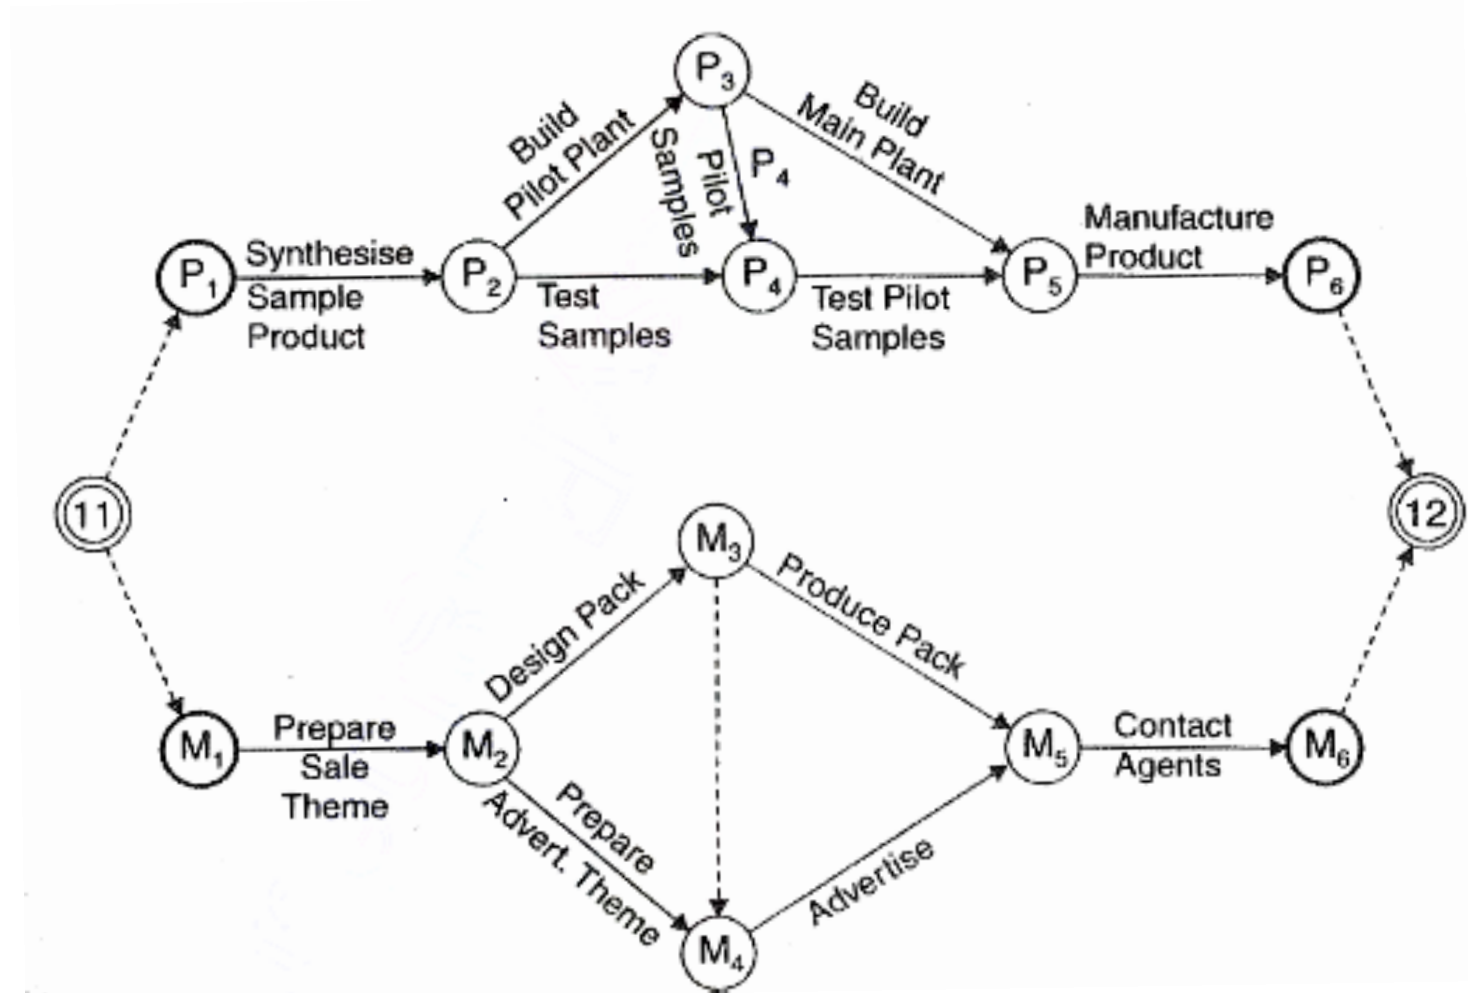 P3
Build
Pilot Plant
Pilot
Samples
P4
Build
Main Plant
P1
Synthesise
Sample
Product
P2
Test
Samples
P4
Test Pilot
Samples
P5
Manufacture
Product
P6
11
12
M3
Design Pack
Produce Pack
M1
Prepare
Sale
Theme
M2
Prepare
Advert. Theme
M4
Advertise
M5
Contact
Agents
M6